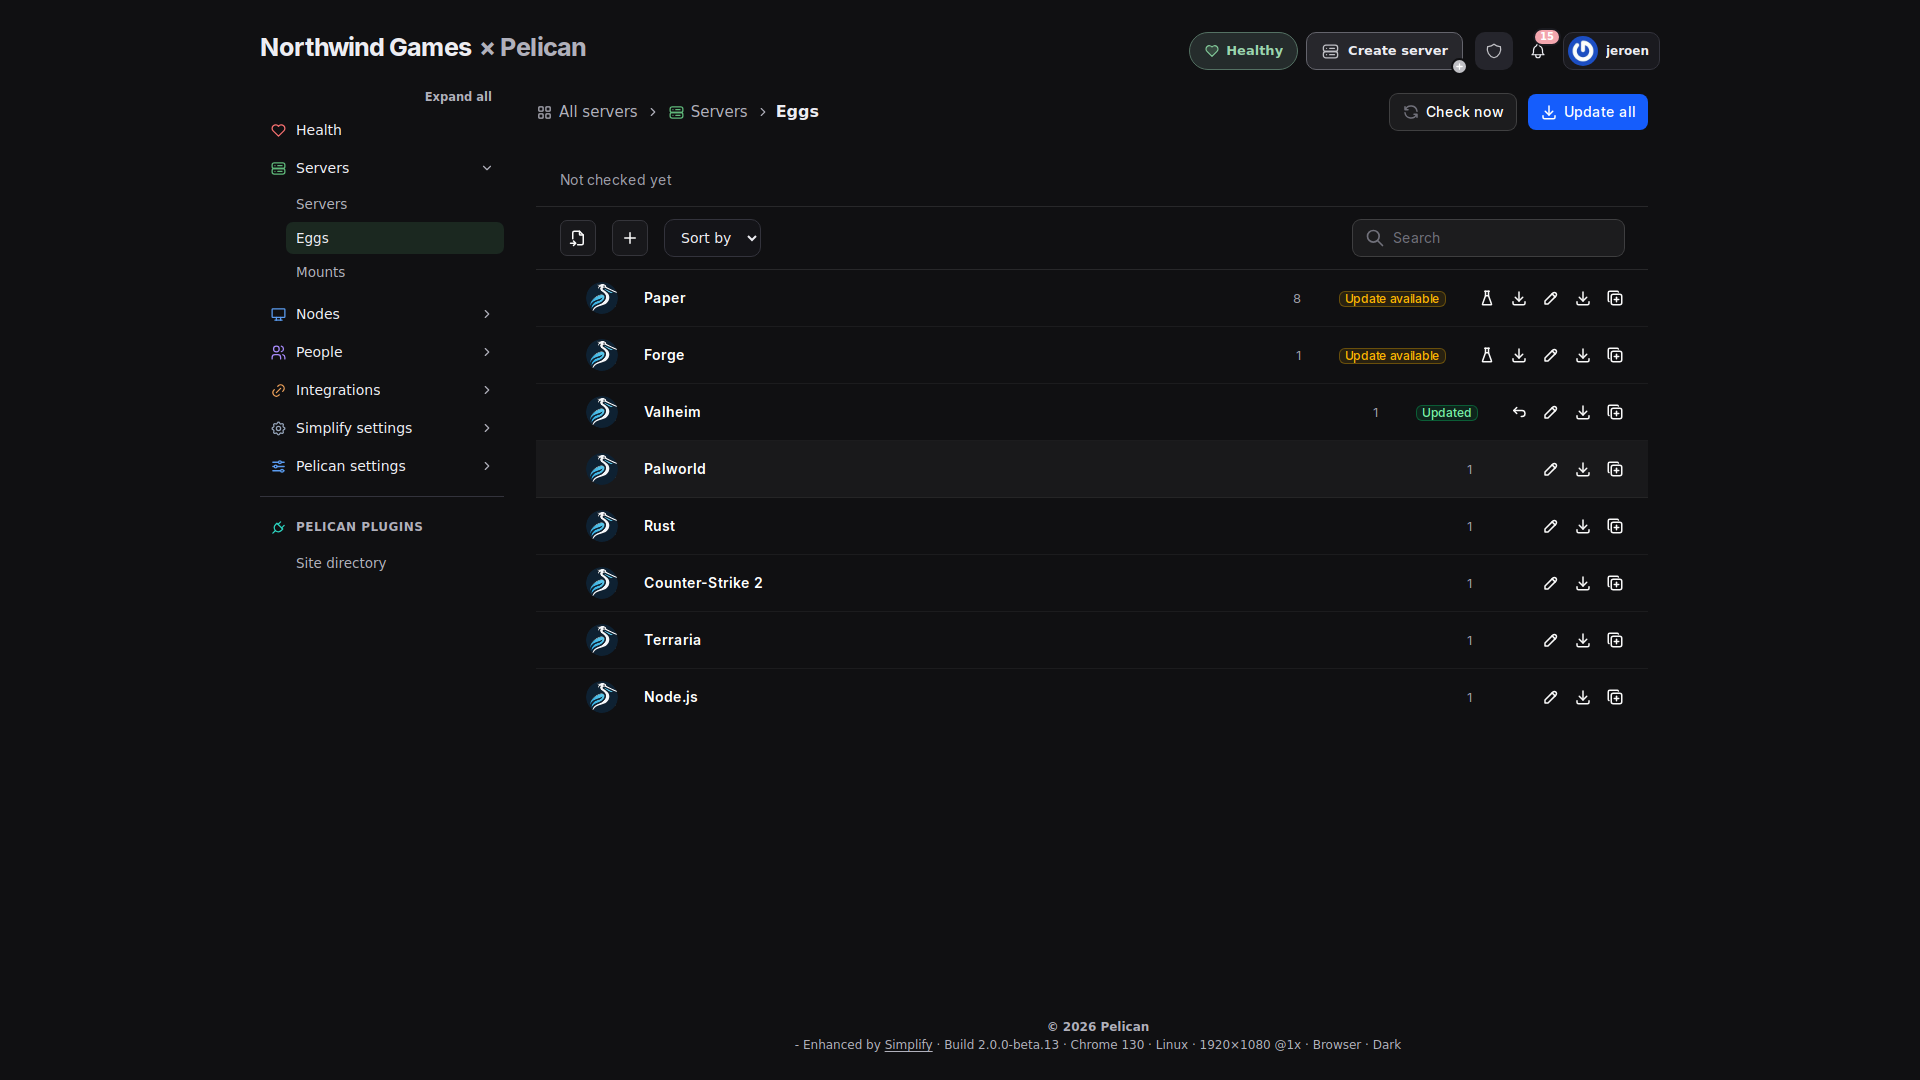 Northwind Games × Pelican
Healthy
Create server
15
jeroen
Expand all
Health
Servers
Servers
Eggs
Mounts
Nodes
People
Integrations
Simplify settings
Pelican settings
PELICAN PLUGINS
Site directory
All servers > Servers > Eggs
Check now
Update all
Not checked yet
Sort by
Search
Paper 8 Update available
Forge 1 Update available
Valheim 1 Updated
Palworld 1
Rust 1
Counter-Strike 2 1
Terraria 1
Node.js 1
© 2026 Pelican
- Enhanced by Simplify · Build 2.0.0-beta.13 · Chrome 130 · Linux · 1920×1080 @1x · Browser · Dark